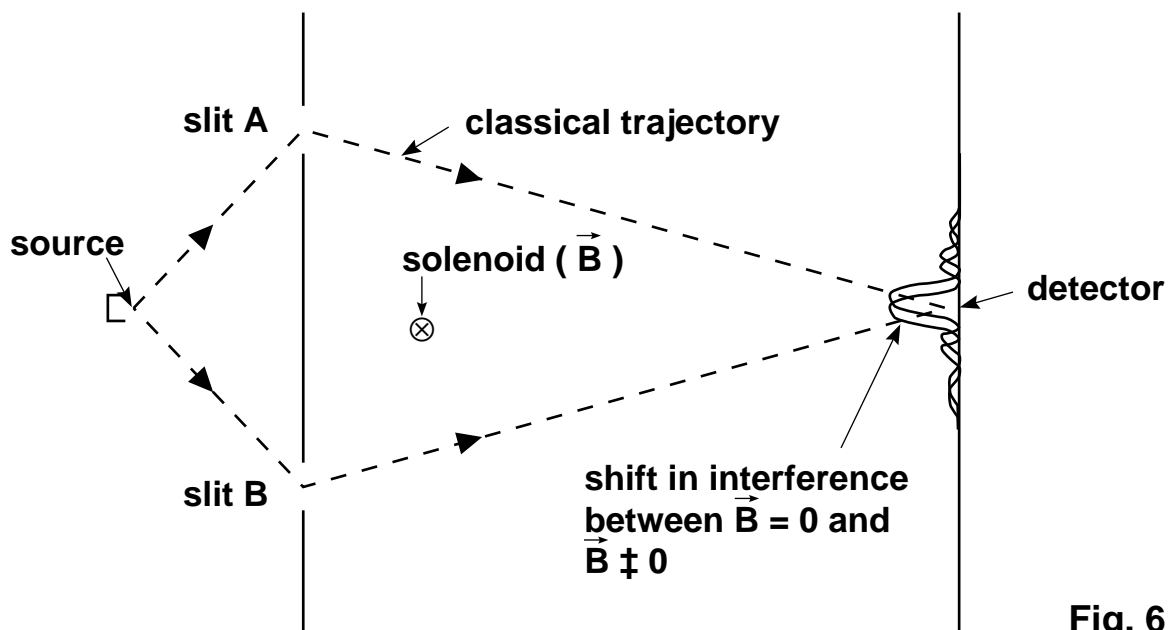 slit A
classical trajectory
source
solenoid ( B⃗ )
detector
slit B
shift in interference
between B⃗ = 0 and
B⃗ ‡ 0
Fig. 6